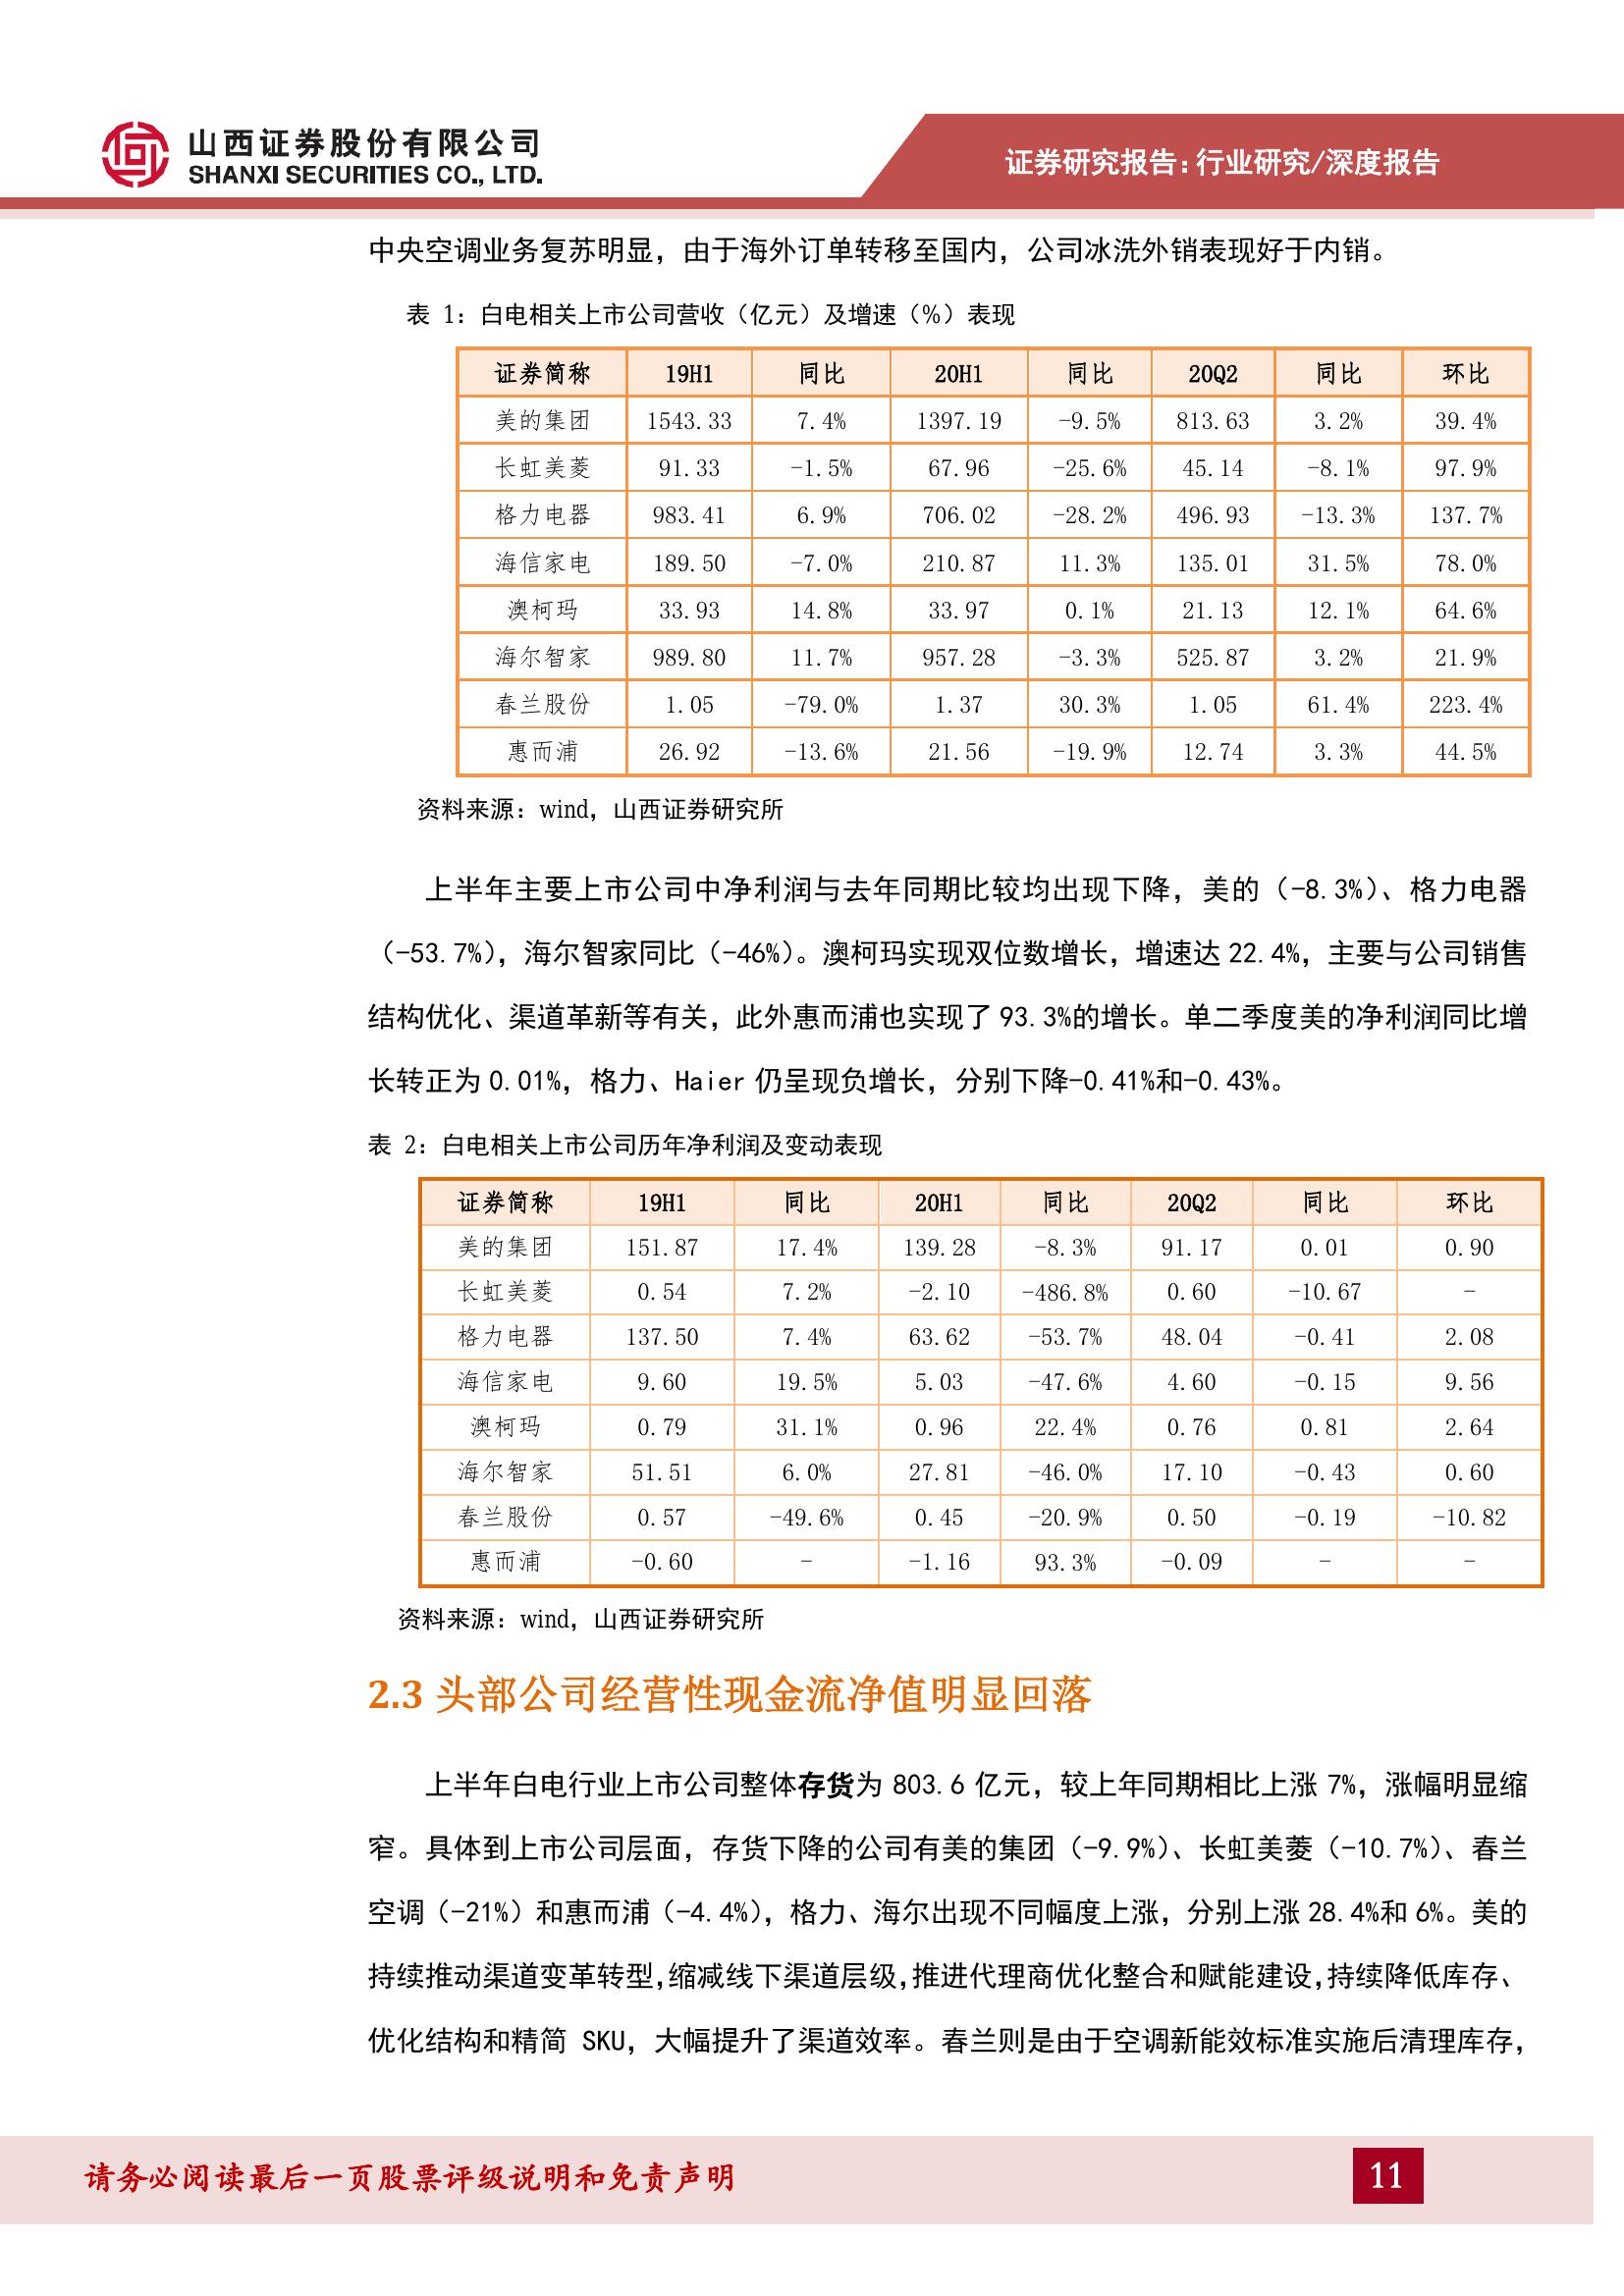 山西证券股份有限公司
SHANXI SECURITIES CO., LTD.
证券研究报告：行业研究/深度报告
中央空调业务复苏明显，由于海外订单转移至国内，公司冰洗外销表现好于内销。
表 1：白电相关上市公司营收（亿元）及增速（%）表现
证券简称 19H1 同比 20H1 同比 20Q2 同比 环比
美的集团 1543.33 7.4% 1397.19 -9.5% 813.63 3.2% 39.4%
长虹美菱 91.33 -1.5% 67.96 -25.6% 45.14 -8.1% 97.9%
格力电器 983.41 6.9% 706.02 -28.2% 496.93 -13.3% 137.7%
海信家电 189.50 -7.0% 210.87 11.3% 135.01 31.5% 78.0%
澳柯玛 33.93 14.8% 33.97 0.1% 21.13 12.1% 64.6%
海尔智家 989.80 11.7% 957.28 -3.3% 525.87 3.2% 21.9%
春兰股份 1.05 -79.0% 1.37 30.3% 1.05 61.4% 223.4%
惠而浦 26.92 -13.6% 21.56 -19.9% 12.74 3.3% 44.5%
资料来源：wind，山西证券研究所
上半年主要上市公司中净利润与去年同期比较均出现下降，美的（-8.3%）、格力电器
（-53.7%），海尔智家同比（-46%）。澳柯玛实现双位数增长，增速达 22.4%，主要与公司销售
结构优化、渠道革新等有关，此外惠而浦也实现了 93.3%的增长。单二季度美的净利润同比增
长转正为 0.01%，格力、Haier 仍呈现负增长，分别下降-0.41%和-0.43%。
表 2：白电相关上市公司历年净利润及变动表现
证券简称 19H1 同比 20H1 同比 20Q2 同比 环比
美的集团 151.87 17.4% 139.28 -8.3% 91.17 0.01 0.90
长虹美菱 0.54 7.2% -2.10 -486.8% 0.60 -10.67 -
格力电器 137.50 7.4% 63.62 -53.7% 48.04 -0.41 2.08
海信家电 9.60 19.5% 5.03 -47.6% 4.60 -0.15 9.56
澳柯玛 0.79 31.1% 0.96 22.4% 0.76 0.81 2.64
海尔智家 51.51 6.0% 27.81 -46.0% 17.10 -0.43 0.60
春兰股份 0.57 -49.6% 0.45 -20.9% 0.50 -0.19 -10.82
惠而浦 -0.60 - -1.16 93.3% -0.09 - -
资料来源：wind，山西证券研究所
2.3 头部公司经营性现金流净值明显回落
上半年白电行业上市公司整体存货为 803.6 亿元，较上年同期相比上涨 7%，涨幅明显缩
窄。具体到上市公司层面，存货下降的公司有美的集团（-9.9%）、长虹美菱（-10.7%）、春兰
空调（-21%）和惠而浦（-4.4%），格力、海尔出现不同幅度上涨，分别上涨 28.4%和 6%。美的
持续推动渠道变革转型，缩减线下渠道层级，推进代理商优化整合和赋能建设，持续降低库存、
优化结构和精简 SKU，大幅提升了渠道效率。春兰则是由于空调新能效标准实施后清理库存，
请务必阅读最后一页股票评级说明和免责声明
11